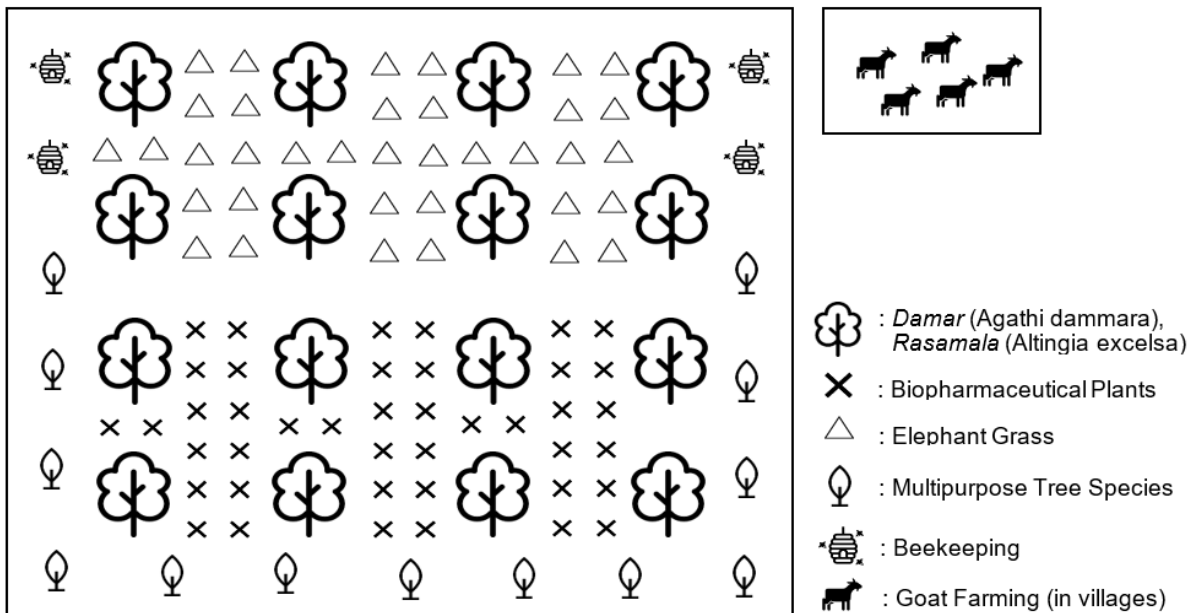 : Damar (Agathi dammara),
Rasamala (Altingia excelsa)
: Biopharmaceutical Plants
: Elephant Grass
: Multipurpose Tree Species
: Beekeeping
: Goat Farming (in villages)